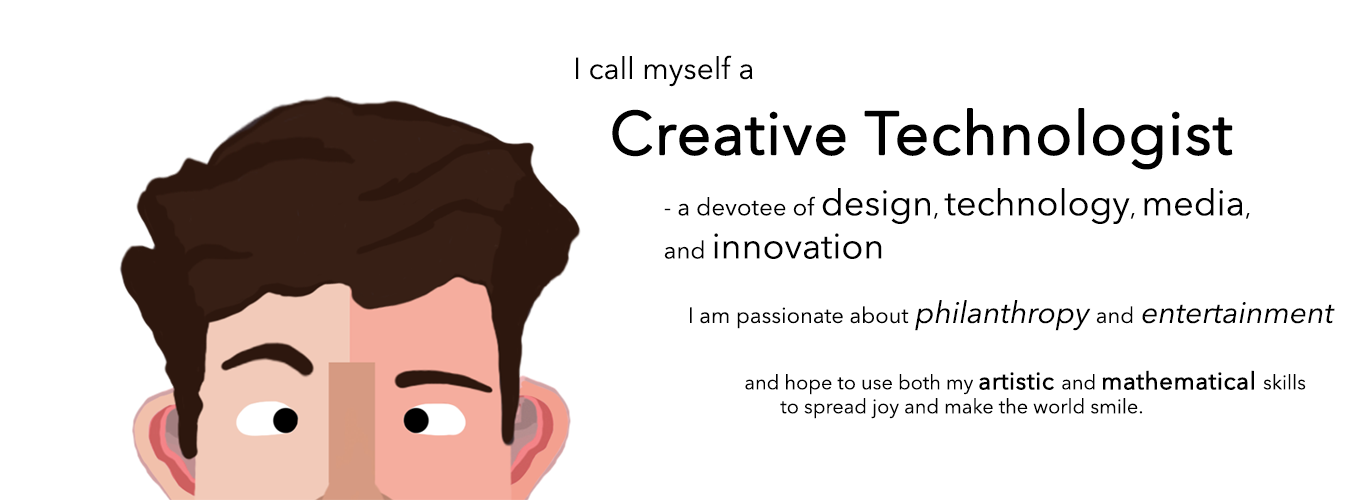 I call myself a
Creative Technologist
- a devotee of design, technology, media,
and innovation
I am passionate about philanthropy and entertainment
and hope to use both my artistic and mathematical skills
to spread joy and make the world smile.